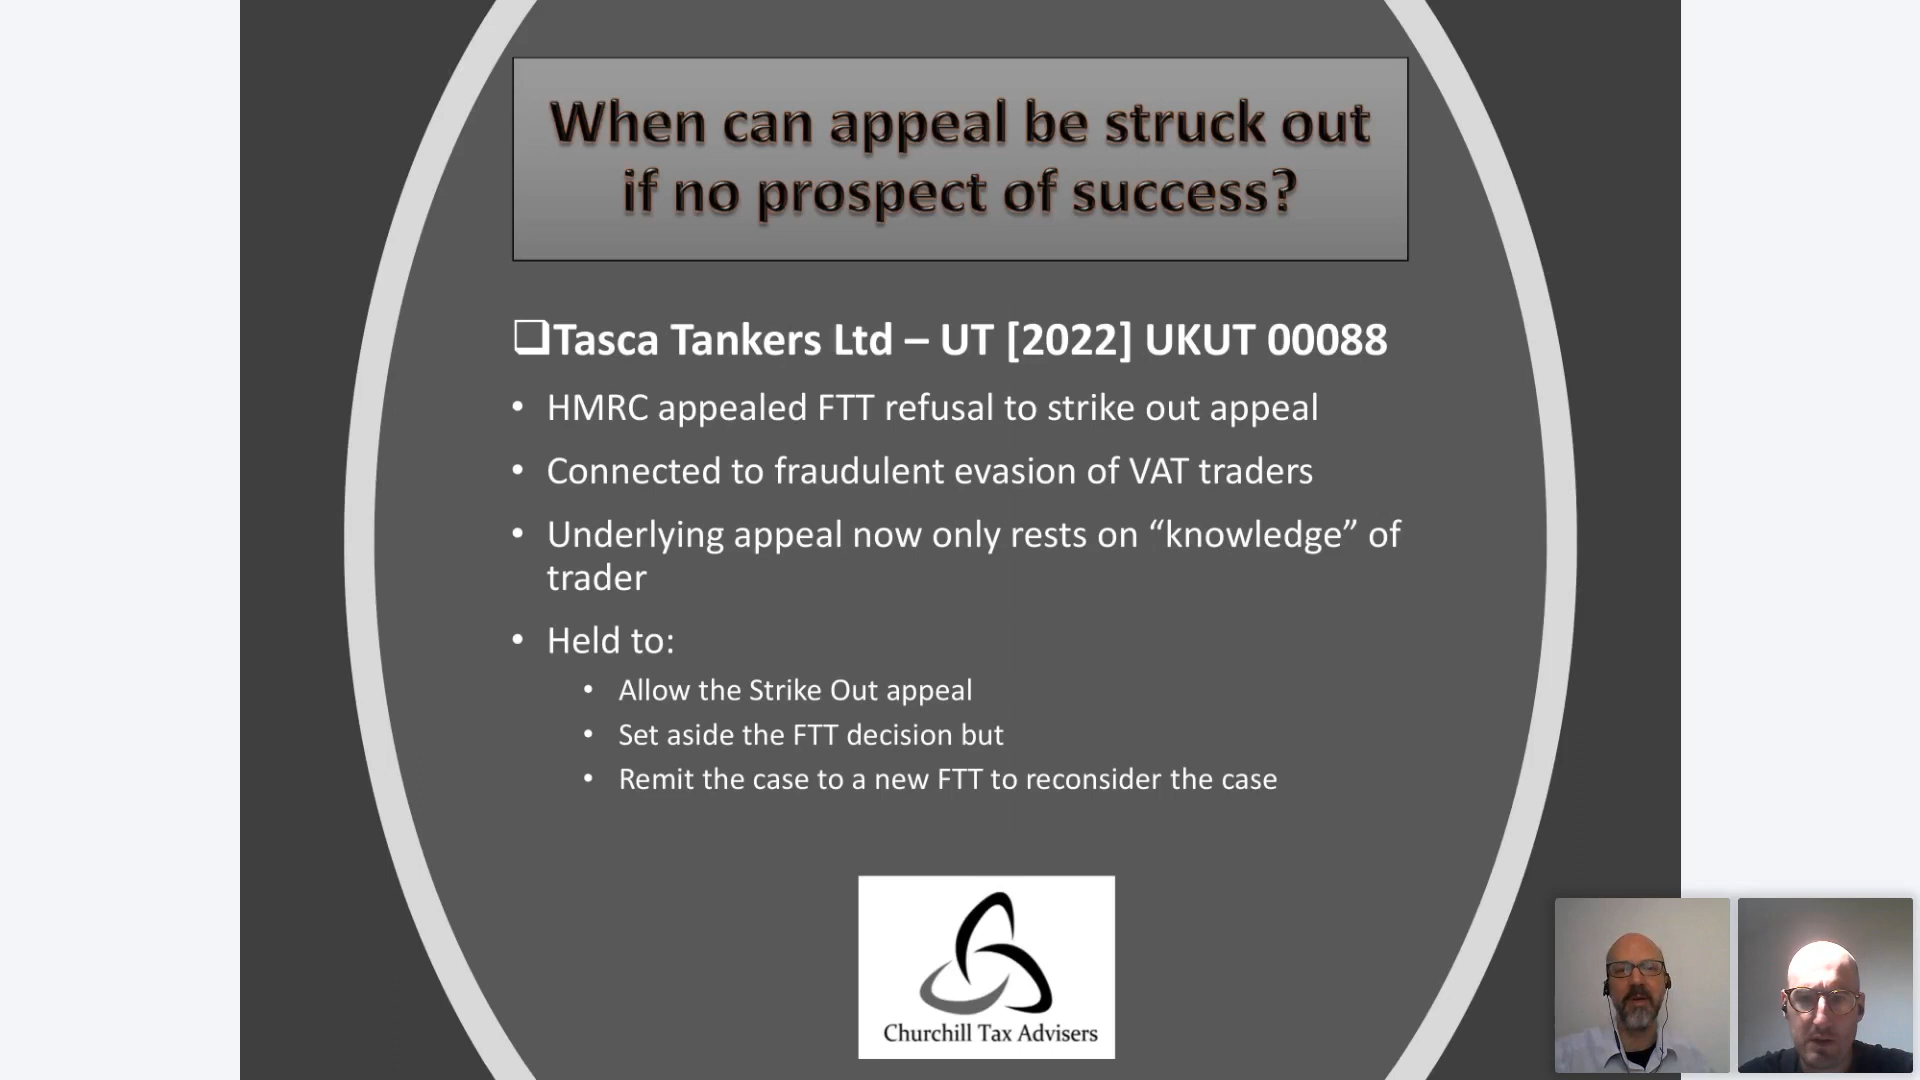 When can appeal be struck out
if no prospect of success?
❑Tasca Tankers Ltd – UT [2022] UKUT 00088
• HMRC appealed FTT refusal to strike out appeal
• Connected to fraudulent evasion of VAT traders
• Underlying appeal now only rests on “knowledge” of
trader
• Held to:
• Allow the Strike Out appeal
• Set aside the FTT decision but
• Remit the case to a new FTT to reconsider the case
Churchill Tax Advisers